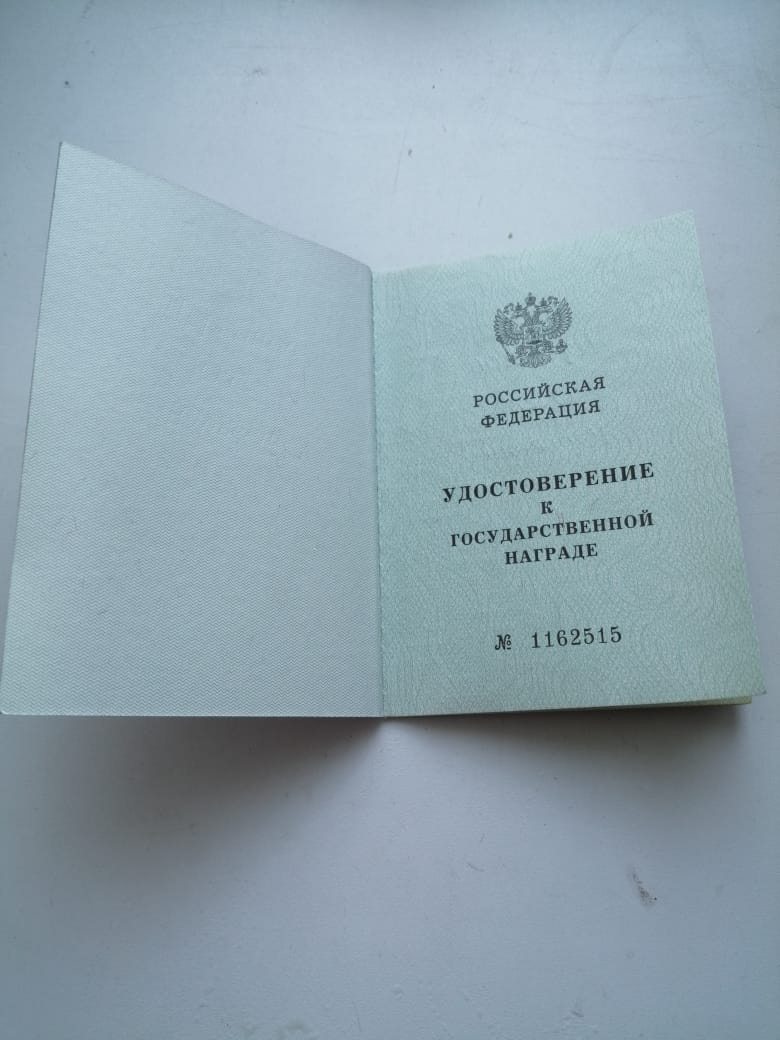 РОССИЙСКАЯ
ФЕДЕРАЦИЯ
УДОСТОВЕРЕНИЕ
К
ГОСУДАРСТВЕННОЙ
НАГРАДЕ
№ 1162515